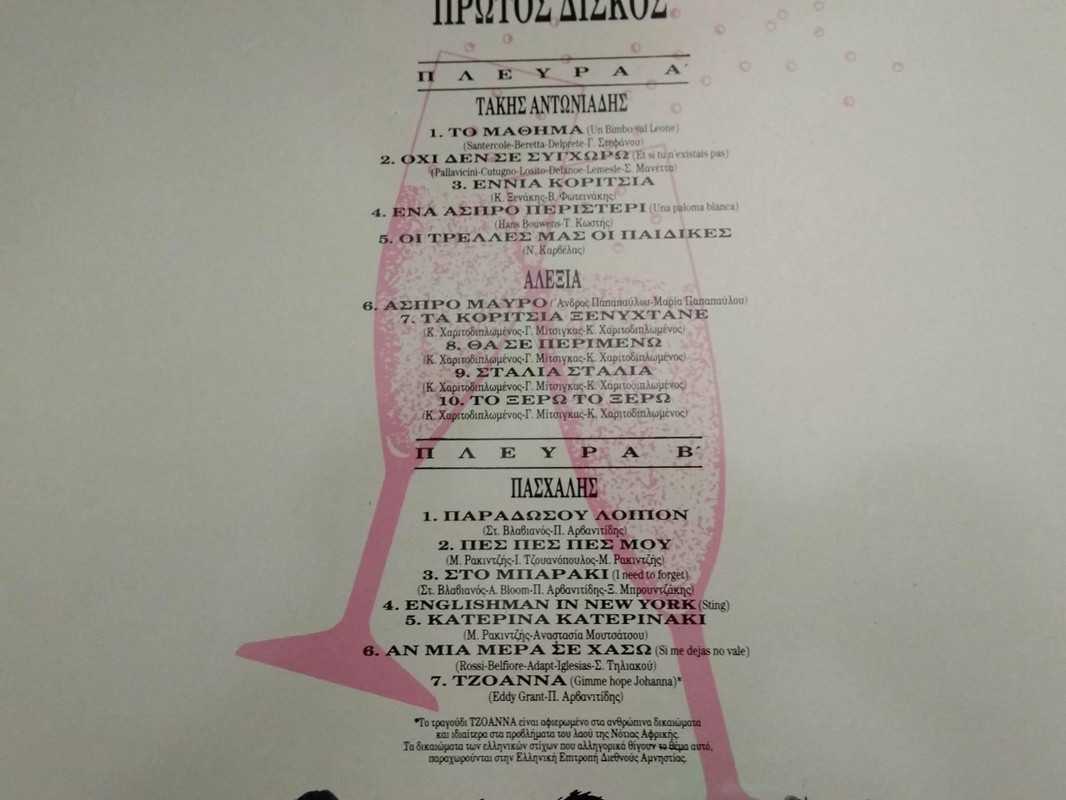 ΠΡΩΤΟΣ ΔΙΣΚΟΣ
ΠΛΕΥΡΑ Α΄
ΤΑΚΗΣ ΑΝΤΩΝΙΑΔΗΣ
1. ΤΟ ΜΑΘΗΜΑ (Un Bimbo sul Leone)
(Santercole-Beretta-Delprete-Γ. Στεφάνου)
2. ΟΧΙ ΔΕΝ ΣΕ ΣΥΓΧΩΡΩ (Et si tu n'existais pas)
(Pallavicini-Cutugno-Losito-Delanoe-Lemesle-Σ. Μανέττα)
3. ΕΝΝΙΑ ΚΟΡΙΤΣΙΑ
(Κ. Ξενάκης-Β. Φωτεινάκης)
4. ΕΝΑ ΑΣΠΡΟ ΠΕΡΙΣΤΕΡΙ (Una paloma blanca)
(Hans Bouwens-Τ. Κωστής)
5. ΟΙ ΤΡΕΛΛΕΣ ΜΑΣ ΟΙ ΠΑΙΔΙΚΕΣ
(Ν. Καρβέλας)
ΑΛΕΞΙΑ
6. ΑΣΠΡΟ ΜΑΥΡΟ (Άνδρος Παπαπαύλου-Μαρία Παπαπαύλου)
7. ΤΑ ΚΟΡΙΤΣΙΑ ΞΕΝΥΧΤΑΝΕ
(Κ. Χαριτοδιπλωμένος-Γ. Μίτσιγκας-Κ. Χαριτοδιπλωμένος)
8. ΘΑ ΣΕ ΠΕΡΙΜΕΝΩ
(Κ. Χαριτοδιπλωμένος-Γ. Μίτσιγκας-Κ. Χαριτοδιπλωμένος)
9. ΣΤΑΛΙΑ ΣΤΑΛΙΑ
(Κ. Χαριτοδιπλωμένος-Γ. Μίτσιγκας-Κ. Χαριτοδιπλωμένος)
10. ΤΟ ΞΕΡΩ ΤΟ ΞΕΡΩ
(Κ. Χαριτοδιπλωμένος-Γ. Μίτσιγκας-Κ. Χαριτοδιπλωμένος)
ΠΛΕΥΡΑ Β΄
ΠΑΣΧΑΛΗΣ
1. ΠΑΡΑΔΩΣΟΥ ΛΟΙΠΟΝ
(Στ. Βλαβιανός-Π. Αρβανιτίδης)
2. ΠΕΣ ΠΕΣ ΠΕΣ ΜΟΥ
(Μ. Ρακιντζής-Ι. Τζουανόπουλος-Μ. Ρακιντζής)
3. ΣΤΟ ΜΠΑΡΑΚΙ (I need to forget)
(Στ. Βλαβιανός-A. Bloom-Π. Αρβανιτίδης-Ξ. Μπρουντζάκης)
4. ENGLISHMAN IN NEW YORK (Sting)
5. ΚΑΤΕΡΙΝΑ ΚΑΤΕΡΙΝΑΚΙ
(Μ. Ρακιντζής-Αναστασία Μουτσάτσου)
6. ΑΝ ΜΙΑ ΜΕΡΑ ΣΕ ΧΑΣΩ (Si me dejas no vale)
(Rossi-Belfiore-Adapt-Iglesias-Σ. Τηλιακού)
7. ΤΖΟΑΝΝΑ (Gimme hope Johanna)*
(Eddy Grant-Π. Αρβανιτίδης)
*Το τραγούδι ΤΖΟΑΝΝΑ είναι αφιερωμένο στα ανθρώπινα δικαιώματα
και ιδιαίτερα στα προβλήματα του λαού της Νότιας Αφρικής.
Τα δικαιώματα των ελληνικών στίχων που αλληγορικά θίγουν το θέμα αυτό,
παραχωρούνται στην Ελληνική Επιτροπή Διεθνούς Αμνηστίας.